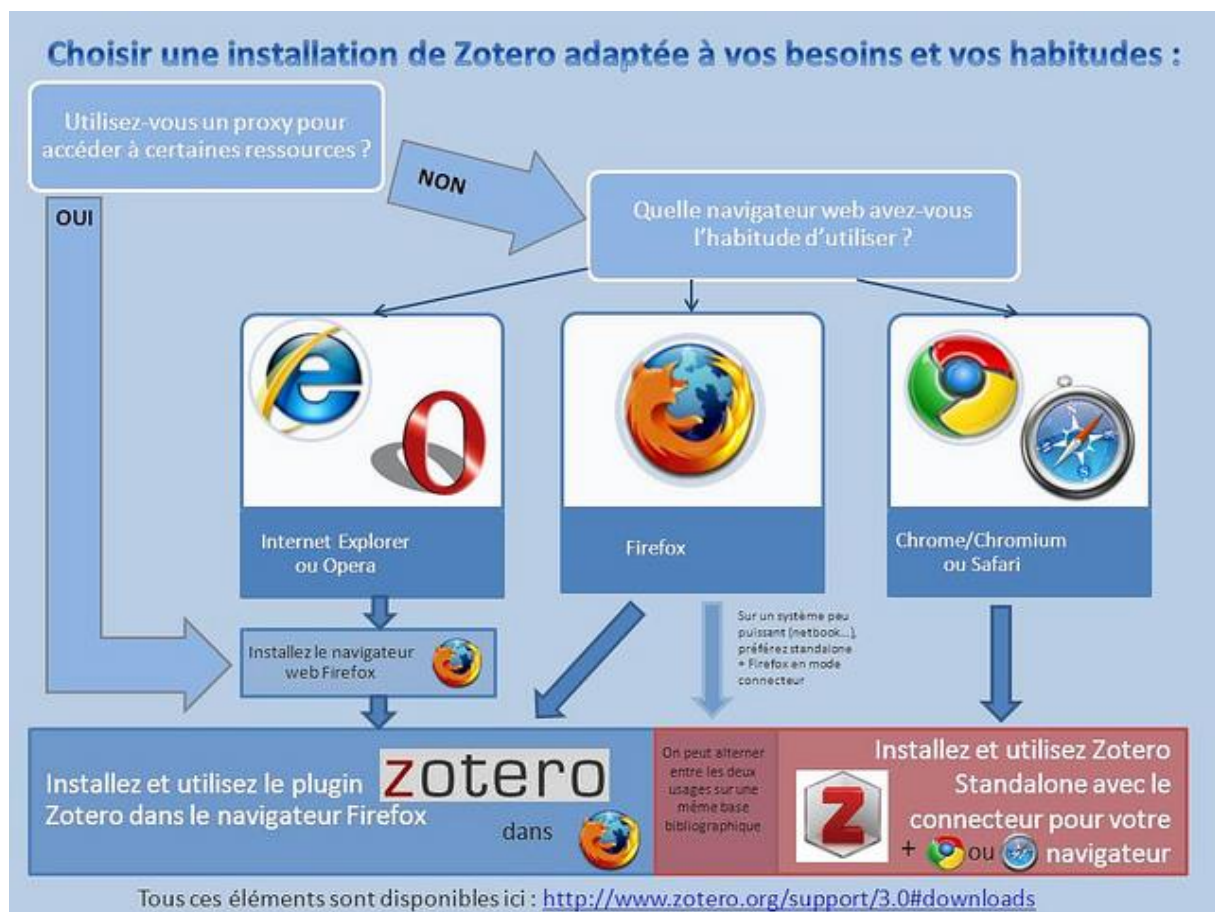 Choisir une installation de Zotero adaptée à vos besoins et vos habitudes :
Utilisez-vous un proxy pour
accéder à certaines ressources ?
NON
OUI
Quelle navigateur web avez-vous
l'habitude d'utiliser ?
Internet Explorer
ou Opera
Firefox
Chrome/Chromium
ou Safari
Installez le navigateur
web Firefox
Sur un système peu
puissant (netbook...),
préférez standalone
+ Firefox en mode
connecteur
Installez et utilisez le plugin
Zotero dans le navigateur Firefox
zotero
dans
On peut alterner
entre les deux
usages sur une
même base
bibliographique
Installez et utilisez Zotero
Standalone avec le
connecteur pour votre
+ ou navigateur
Z
Tous ces éléments sont disponibles ici : http://www.zotero.org/support/3.0#downloads